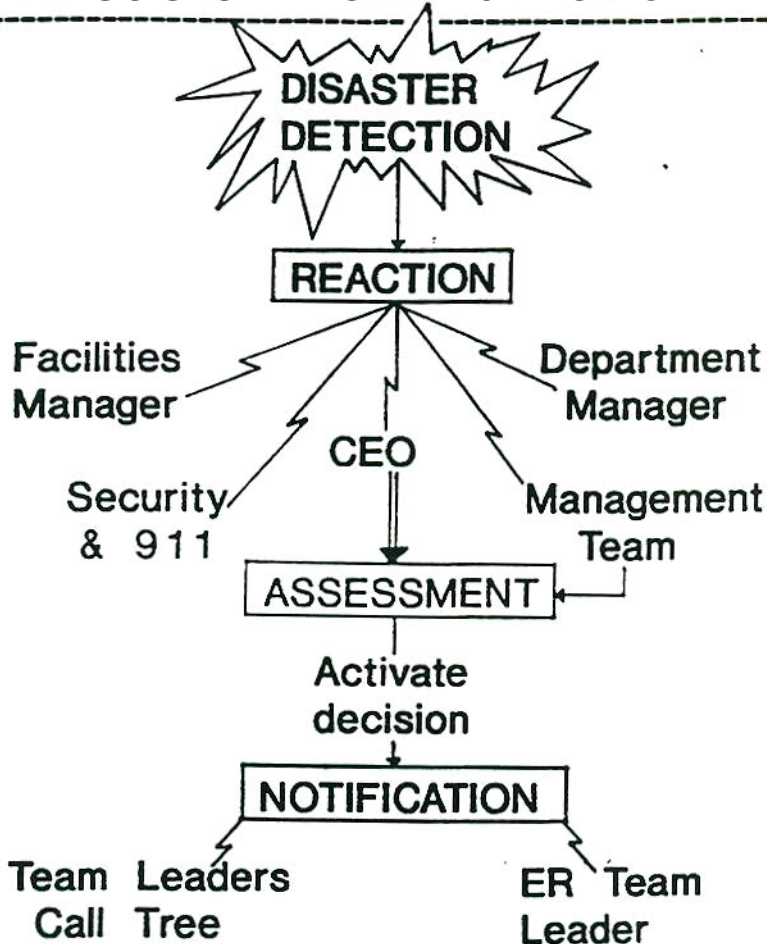 DISASTER
DETECTION
REACTION
Facilities
Manager
Department
Manager
CEO
Security
& 911
Management
Team
ASSESSMENT
Activate
decision
NOTIFICATION
Team Leaders
Call Tree
ER Team
Leader